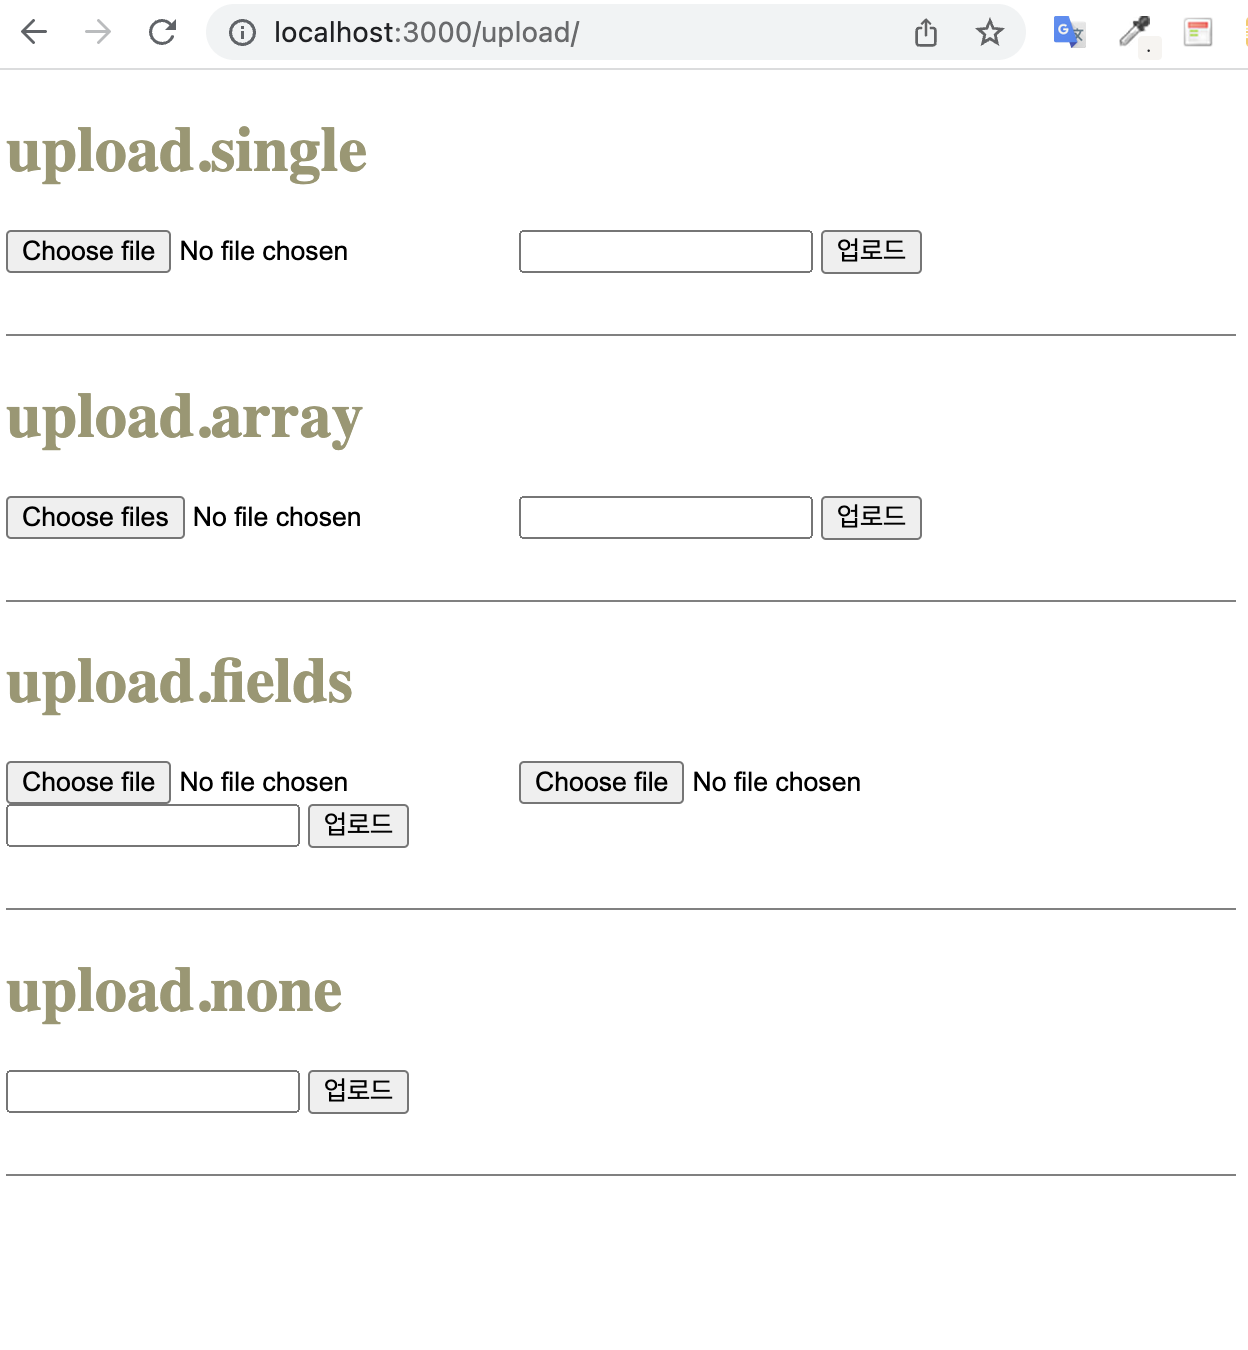 localhost:3000/upload/
upload.single
Choose file No file chosen 업로드
upload.array
Choose files No file chosen 업로드
upload.fields
Choose file No file chosen Choose file No file chosen
업로드
upload.none
업로드